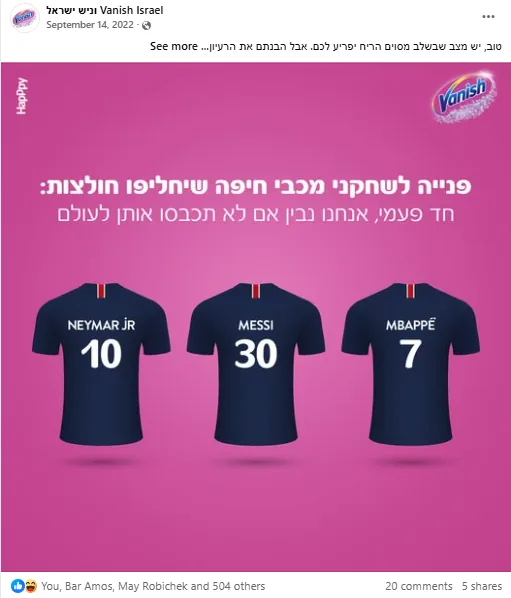 וניש ישראל Vanish Israel
September 14, 2022 ·
טוב, יש מצב שבשלב מסוים הריח יפריע לכם. אבל הבנתם את הרעיון... See more
HapPpy
Vanish
פנייה לשחקני מכבי חיפה שיחליפו חולצות:
חד פעמי, אנחנו נבין אם לא תכבסו אותן לעולם
NEYMAR JR
10
MESSI
30
MBAPPÉ
7
You, Bar Amos, May Robichek and 504 others
20 comments 5 shares